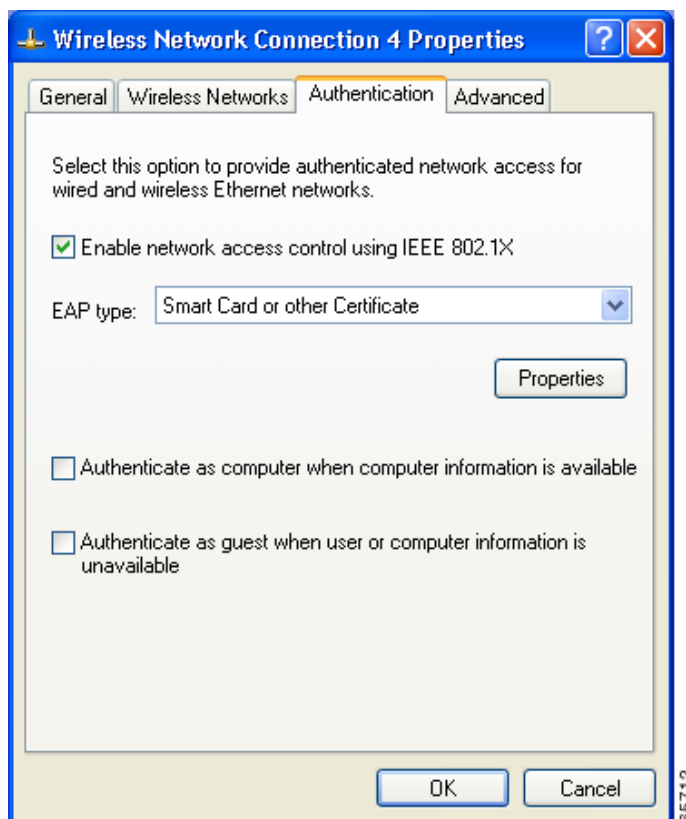 Wireless Network Connection 4 Properties
General Wireless Networks Authentication Advanced
Select this option to provide authenticated network access for
wired and wireless Ethernet networks.
Enable network access control using IEEE 802.1X
EAP type: Smart Card or other Certificate
Properties
Authenticate as computer when computer information is available
Authenticate as guest when user or computer information is
unavailable
OK Cancel